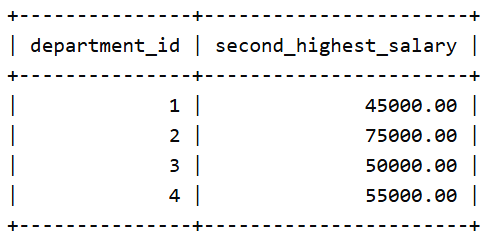 +---------------+-----------------------+
| department_id | second_highest_salary |
+---------------+-----------------------+
|             1 |              45000.00 |
|             2 |              75000.00 |
|             3 |              50000.00 |
|             4 |              55000.00 |
+---------------+-----------------------+